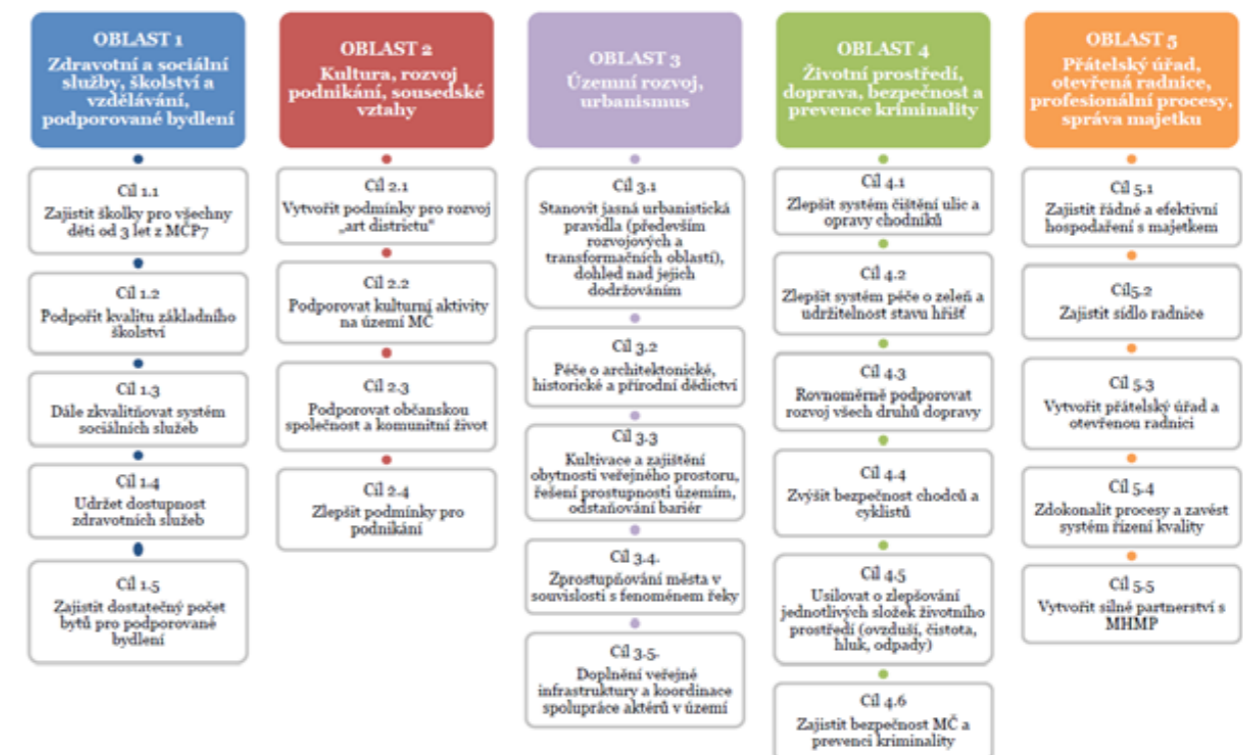 OBLAST 1
Zdravotní a sociální
služby, školství a
vzdělávání,
podporované bydlení
Cíl 1.1
Zajistit školky pro všechny
děti od 3 let z MČP7
Cíl 1.2
Podpořit kvalitu základního
školství
Cíl 1.3
Dále zkvalitňovat systém
sociálních služeb
Cíl 1.4
Udržet dostupnost
zdravotních služeb
Cíl 1.5
Zajistit dostatečný počet
bytů pro podporované
bydlení
OBLAST 2
Kultura, rozvoj
podnikání, sousedské
vztahy
Cíl 2.1
Vytvořit podmínky pro rozvoj
„art districtu“
Cíl 2.2
Podporovat kulturní aktivity
na území MČ
Cíl 2.3
Podporovat občanskou
společnost a komunitní život
Cíl 2.4
Zlepšit podmínky pro
podnikání
OBLAST 3
Územní rozvoj,
urbanismus
Cíl 3.1
Stanovit jasná urbanistická
pravidla (především
rozvojových a
transformačních oblastí),
dohled nad jejich
dodržováním
Cíl 3.2
Péče o architektonické,
historické a přírodní dědictví
Cíl 3.3
Kultivace a zajištění
obytnosti veřejného prostoru,
řešení prostupnosti územím,
odstaňování bariér
Cíl 3.4.
Zprostupňování města v
souvislosti s fenoménem řeky
Cíl 3.5.
Doplnění veřejné
infrastruktury a koordinace
spolupráce aktérů v území
OBLAST 4
Životní prostředí,
doprava, bezpečnost a
prevence kriminality
Cíl 4.1
Zlepšit systém čištění ulic a
opravy chodníků
Cíl 4.2
Zlepšit systém péče o zeleň a
udržitelnost stavu hřišť
Cíl 4.3
Rovnoměrně podporovat
rozvoj všech druhů dopravy
Cíl 4.4
Zvýšit bezpečnost chodců a
cyklistů
Cíl 4.5
Usilovat o zlepšování
jednotlivých složek životního
prostředí (ovzduší, čistota,
hluk, odpady)
Cíl 4.6
Zajistit bezpečnost MČ a
prevenci kriminality
OBLAST 5
Přátelský úřad,
otevřená radnice,
profesionální procesy,
správa majetku
Cíl 5.1
Zajistit řádné a efektivní
hospodaření s majetkem
Cíl5.2
Zajistit sídlo radnice
Cíl 5.3
Vytvořit přátelský úřad a
otevřenou radnici
Cíl 5.4
Zdokonalit procesy a zavést
systém řízení kvality
Cíl 5.5
Vytvořit silné partnerství s
MHMP